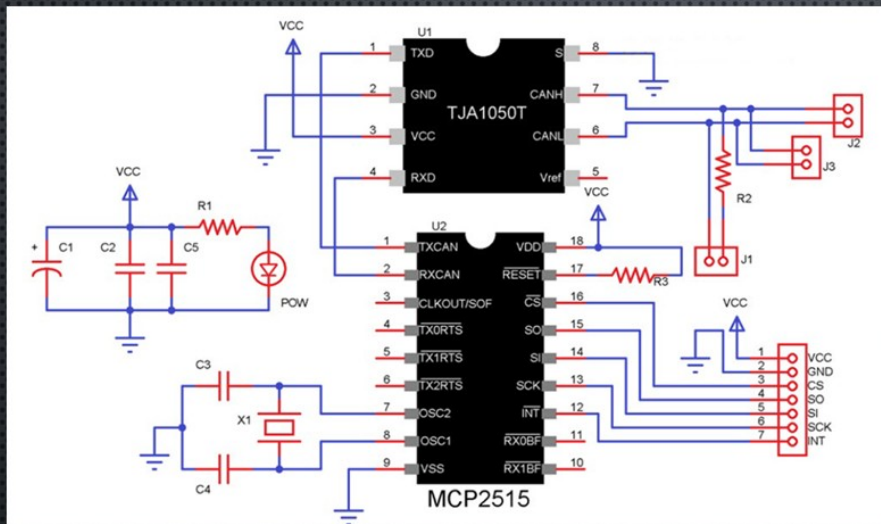 VCC
U1
1 TXD
2 GND
3 VCC
4 RXD
TJA1050T
S 8
CANH 7
CANL 6
Vref 5
J2
J3
R2
J1
VCC
R1
C1
C2
C5
+
POW
VCC
U2
1 TXCAN
2 RXCAN
3 CLKOUT/SOF
4 TX0RTS
5 TX1RTS
6 TX2RTS
7 OSC2
8 OSC1
9 VSS
VDD 18
RESET 17
CS 16
SO 15
SI 14
SCK 13
INT 12
RX0BF 11
RX1BF 10
MCP2515
R3
C3
X1
C4
VCC
1 VCC
2 GND
3 CS
4 SO
5 SI
6 SCK
7 INT